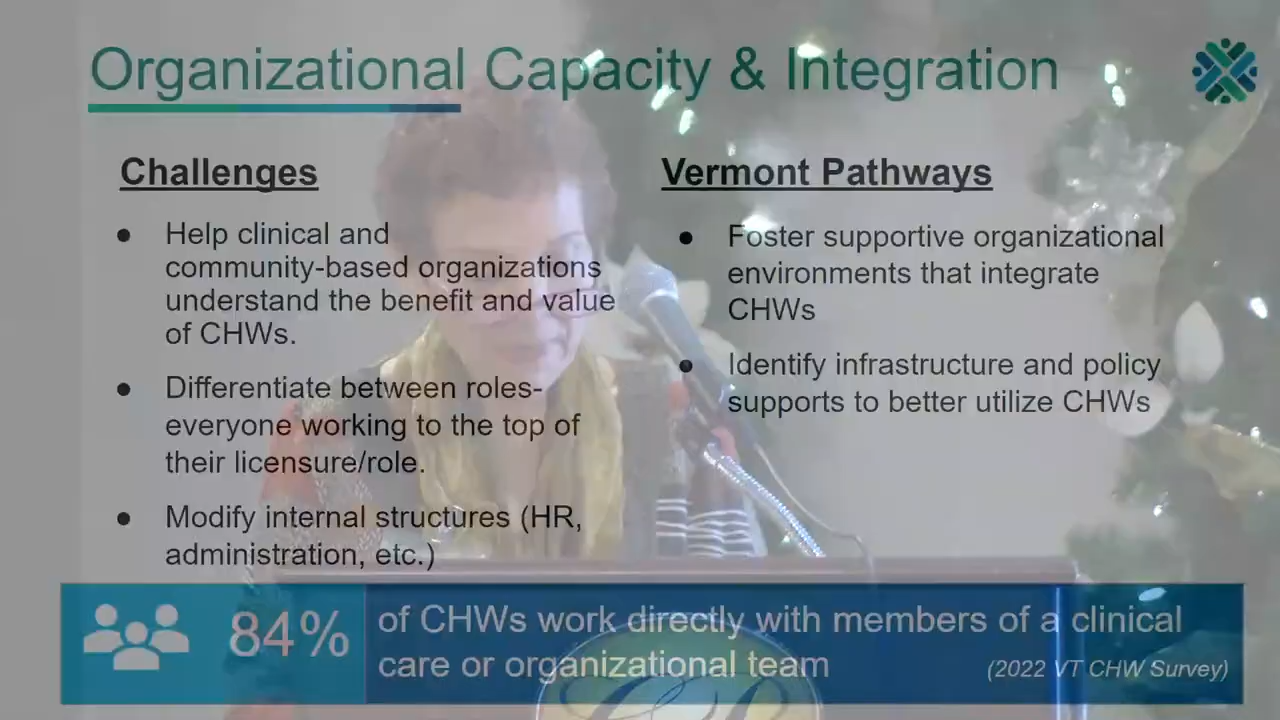 Organizational Capacity & Integration
Challenges
● Help clinical and
community-based organizations
understand the benefit and value
of CHWs.
● Differentiate between roles-
everyone working to the top of
their licensure/role.
● Modify internal structures (HR,
administration, etc.)
Vermont Pathways
● Foster supportive organizational
environments that integrate
CHWs
● Identify infrastructure and policy
supports to better utilize CHWs
84%
of CHWs work directly with members of a clinical
care or organizational team
(2022 VT CHW Survey)